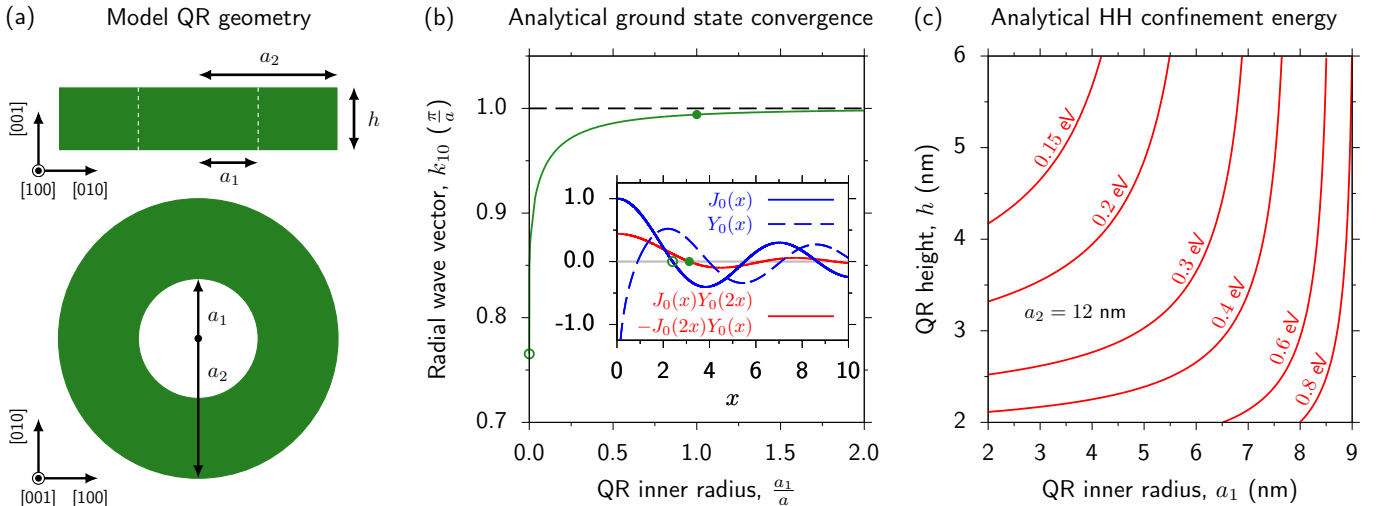 (a)
Model QR geometry
a₂
[001]
h
a₁
[100] [010]
a₁
a₂
[010]
[001] [100]
(b)
Analytical ground state convergence
Radial wave vector, k₁₀ (π/a)
1.0
0.9
0.8
0.7
0.0 0.5 1.0 1.5 2.0
QR inner radius, a₁/a
1.0
0.0
-1.0
J₀(x)
Y₀(x)
J₀(x)Y₀(2x)
−J₀(2x)Y₀(x)
0 2 4 6 8 10
x
(c)
Analytical HH confinement energy
QR height, h (nm)
6
5
4
3
2
0.15 eV
0.2 eV
0.3 eV
0.4 eV
0.6 eV
0.8 eV
a₂ = 12 nm
2 3 4 5 6 7 8 9
QR inner radius, a₁ (nm)